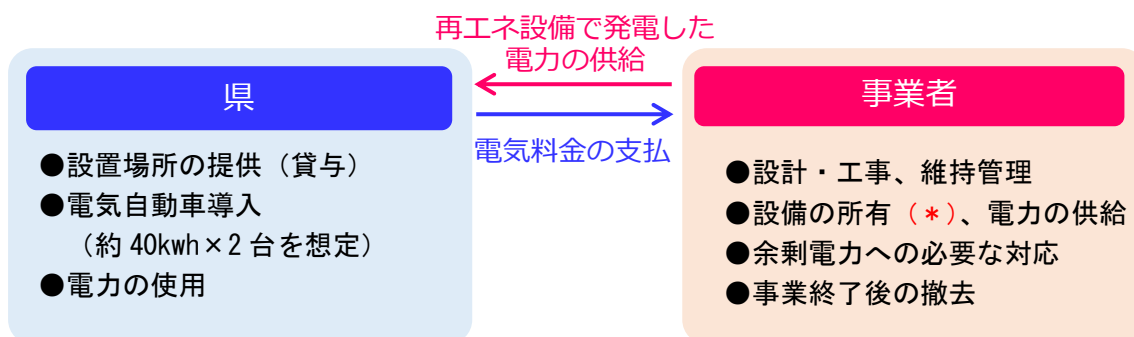 再エネ設備で発電した
電力の供給
県
事業者
電気料金の支払
●設置場所の提供（貸与）
●電気自動車導入
（約 40kwh×2 台を想定）
●電力の使用
●設計・工事、維持管理
●設備の所有（＊）、電力の供給
●余剰電力への必要な対応
●事業終了後の撤去